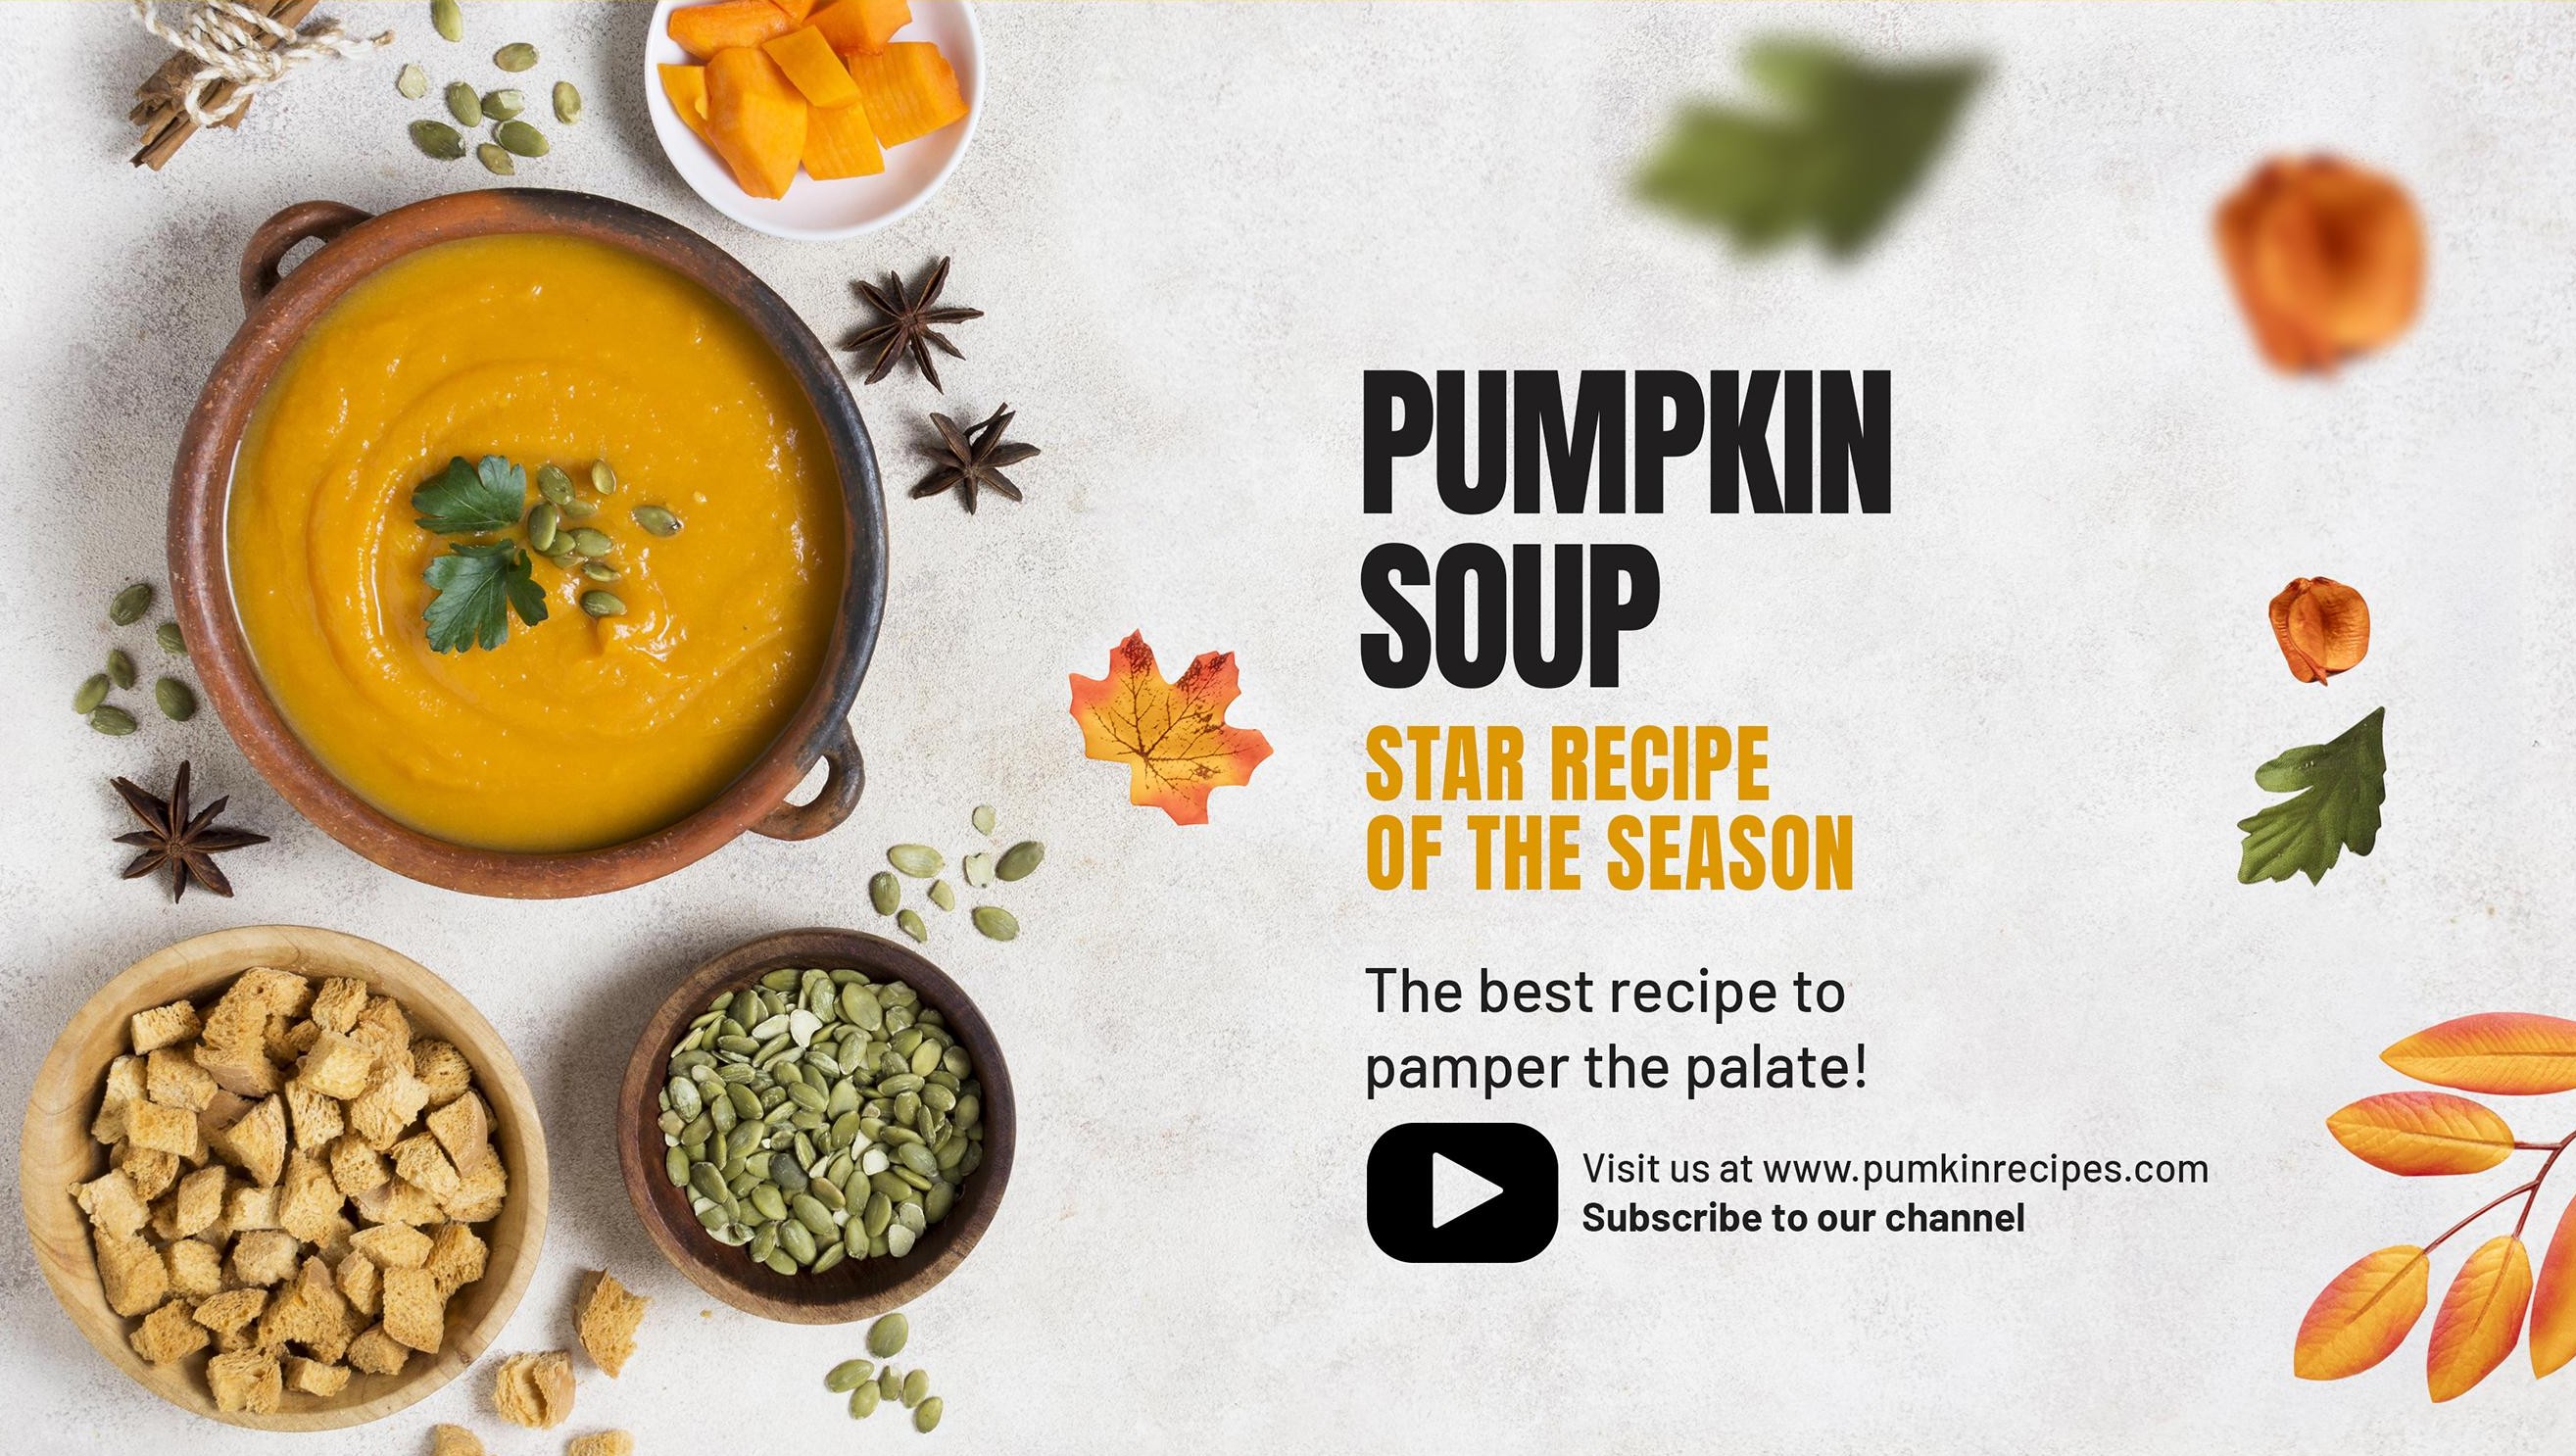 PUMPKIN
SOUP
STAR RECIPE
OF THE SEASON
The best recipe to
pamper the palate!
Visit us at www.pumkinrecipes.com
Subscribe to our channel